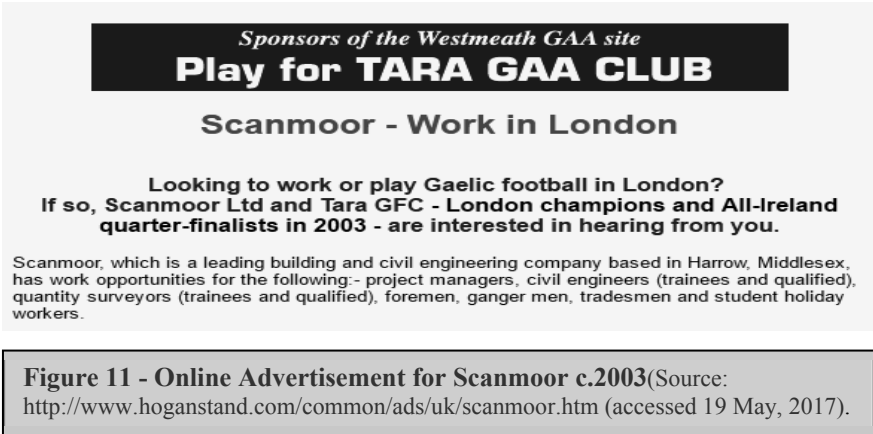 Sponsors of the Westmeath GAA site
Play for TARA GAA CLUB
Scanmoor - Work in London
Looking to work or play Gaelic football in London?
If so, Scanmoor Ltd and Tara GFC - London champions and All-Ireland
quarter-finalists in 2003 - are interested in hearing from you.
Scanmoor, which is a leading building and civil engineering company based in Harrow, Middlesex,
has work opportunities for the following:- project managers, civil engineers (trainees and qualified),
quantity surveyors (trainees and qualified), foremen, ganger men, tradesmen and student holiday
workers.
Figure 11 - Online Advertisement for Scanmoor c.2003(Source:
http://www.hoganstand.com/common/ads/uk/scanmoor.htm (accessed 19 May, 2017).